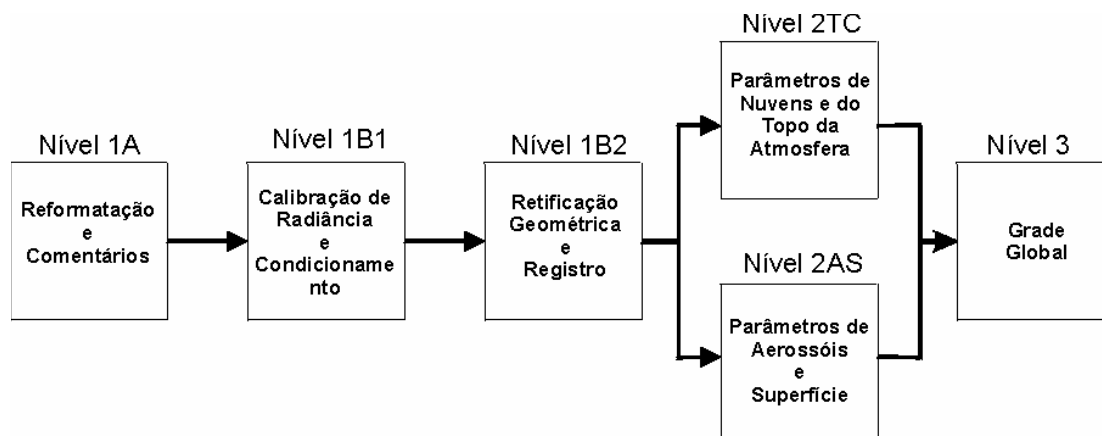 Nível 1A
Reformatação
e
Comentários
Nível 1B1
Calibração de
Radiância
e
Condicioname
nto
Nível 1B2
Retificação
Geométrica
e
Registro
Nível 2TC
Parâmetros de
Nuvens e do
Topo da
Atmosfera
Nível 2AS
Parâmetros de
Aerossóis
e
Superfície
Nível 3
Grade
Global